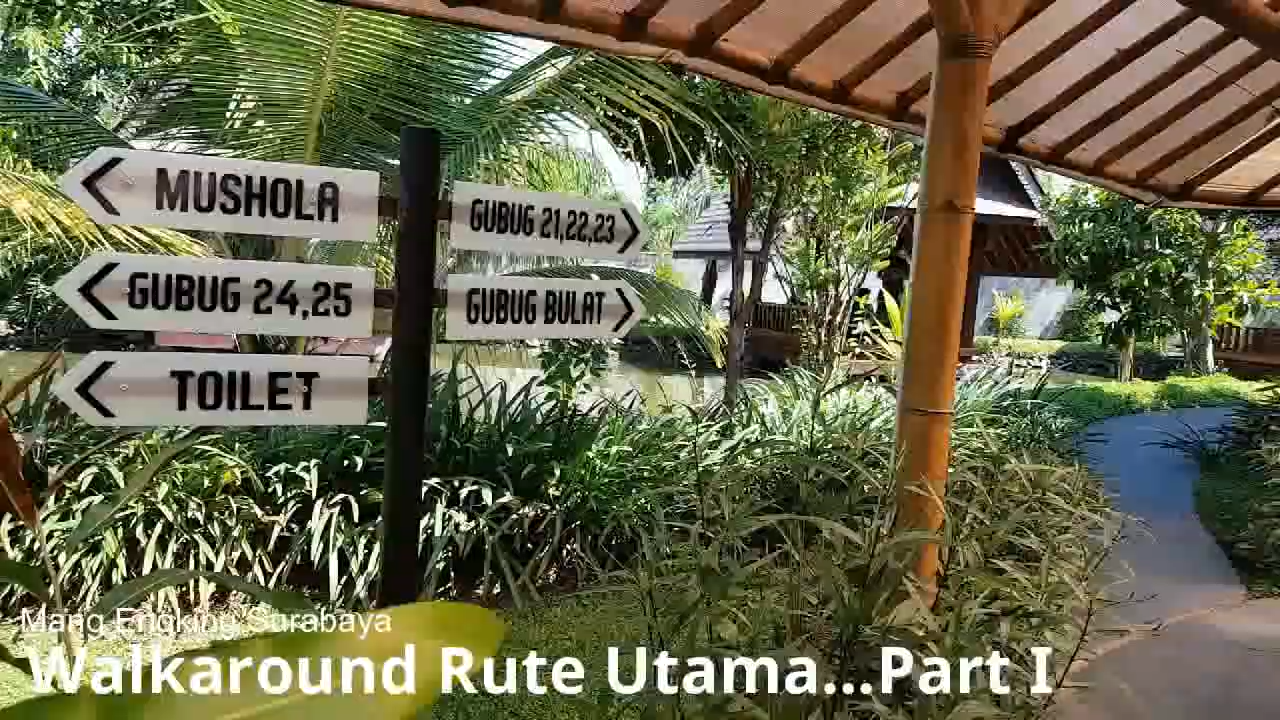 MUSHOLA
GUBUG 24,25
TOILET
GUBUG 21,22,23
GUBUG BULAT
Mang Engking Surabaya
Walkaround Rute Utama...Part I